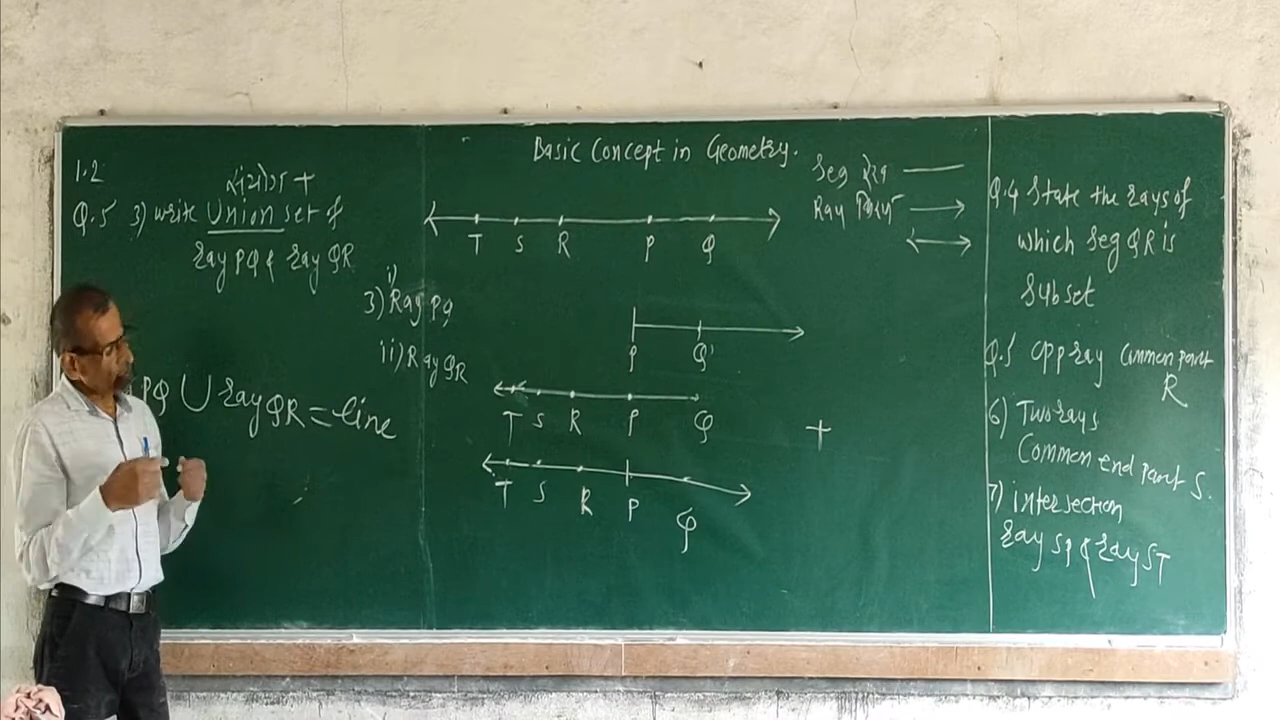 Basic Concept in Geometry.
1.2
संयोग +
Q.5 3) write Union set of
ray PQ & ray QR
T S R P Q
3) i) Ray PQ
P Q
ii) Ray QR
T S R P Q
PQ U ray QR = line
+
T S R P Q
Seg रेख
Ray किरण
Q.4 State the rays of
which seg QR is
Subset
Q.5 opp ray Common point
R
6) Two rays
Common end point S.
7) intersection
ray SP & ray ST